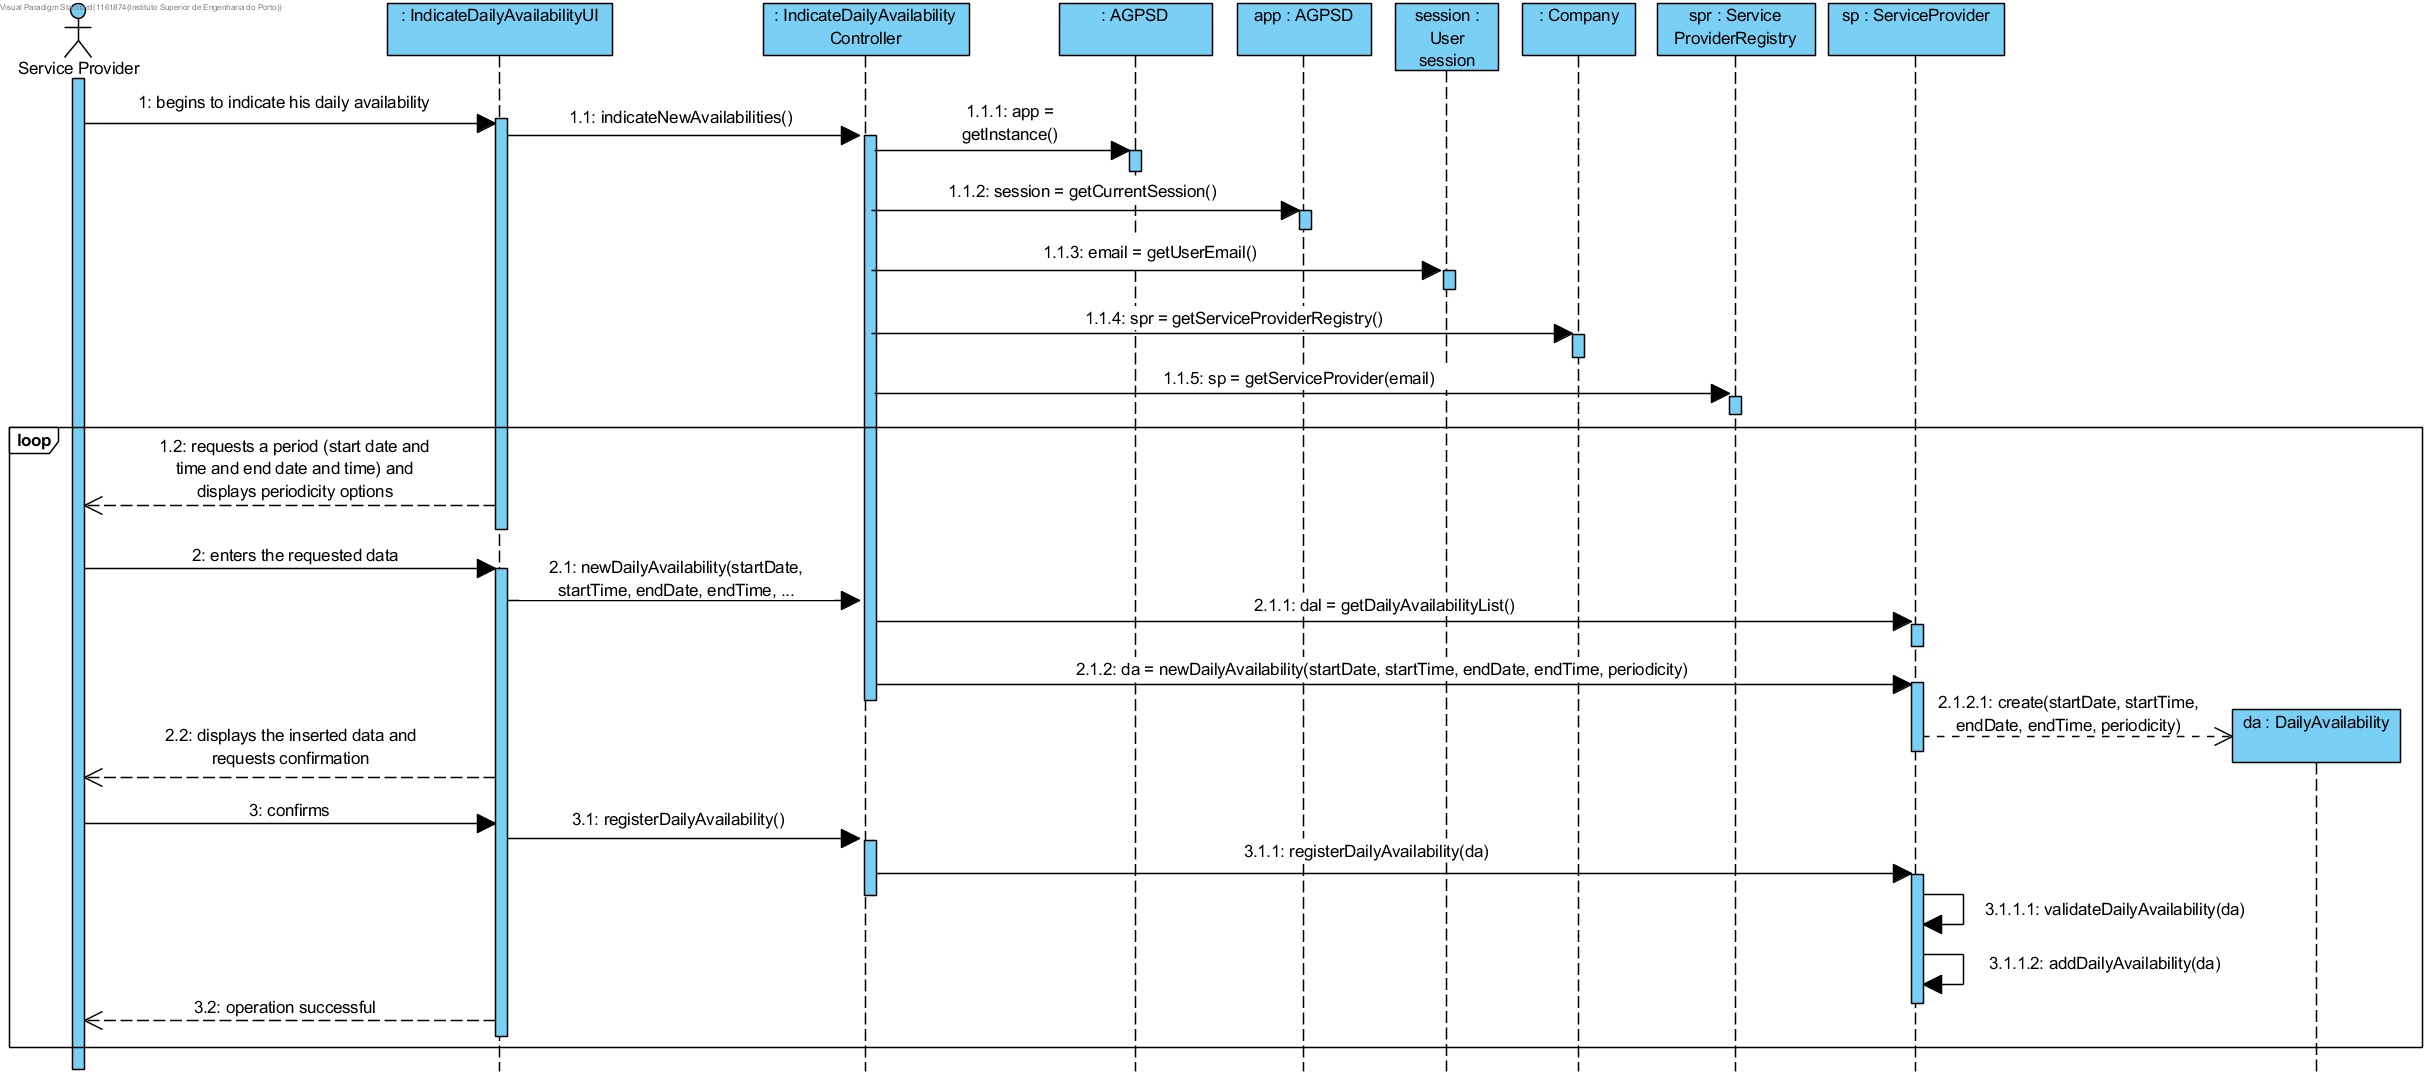 Visual Paradigm Standard(1161874(Instituto Superior de Engenharia do Porto))
Service Provider
: IndicateDailyAvailabilityUI
: IndicateDailyAvailability
Controller
: AGPSD
app : AGPSD
session :
User
session
: Company
spr : Service
ProviderRegistry
sp : ServiceProvider
1: begins to indicate his daily availability
1.1: indicateNewAvailabilities()
1.1.1: app =
getInstance()
1.1.2: session = getCurrentSession()
1.1.3: email = getUserEmail()
1.1.4: spr = getServiceProviderRegistry()
1.1.5: sp = getServiceProvider(email)
loop
1.2: requests a period (start date and
time and end date and time) and
displays periodicity options
2: enters the requested data
2.1: newDailyAvailability(startDate,
startTime, endDate, endTime, ...
2.1.1: dal = getDailyAvailabilityList()
2.1.2: da = newDailyAvailability(startDate, startTime, endDate, endTime, periodicity)
2.1.2.1: create(startDate, startTime,
endDate, endTime, periodicity)
da : DailyAvailability
2.2: displays the inserted data and
requests confirmation
3: confirms
3.1: registerDailyAvailability()
3.1.1: registerDailyAvailability(da)
3.1.1.1: validateDailyAvailability(da)
3.1.1.2: addDailyAvailability(da)
3.2: operation successful